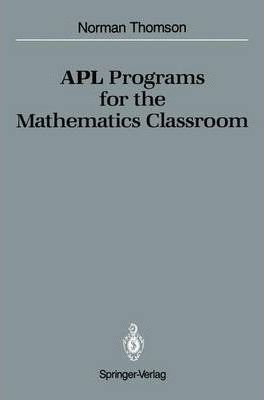 Norman Thomson
APL Programs
for the
Mathematics Classroom
Springer-Verlag